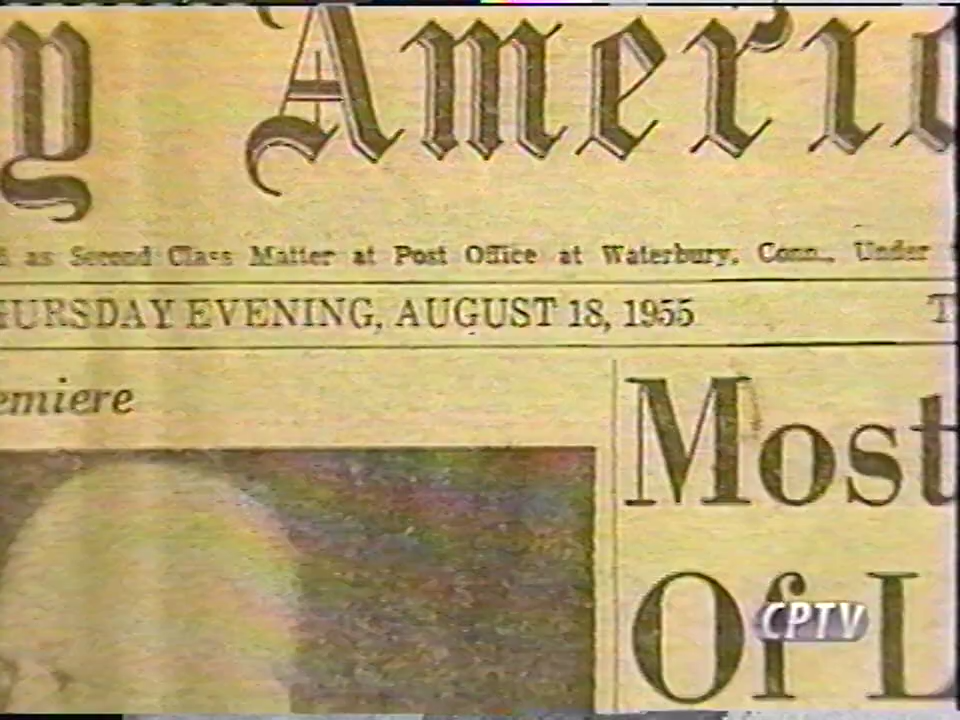 y Americ
d as Second Class Matter at Post Office at Waterbury, Conn., Under
HURSDAY EVENING, AUGUST 18, 1955 T
emiere
Most
Of L
CPTV